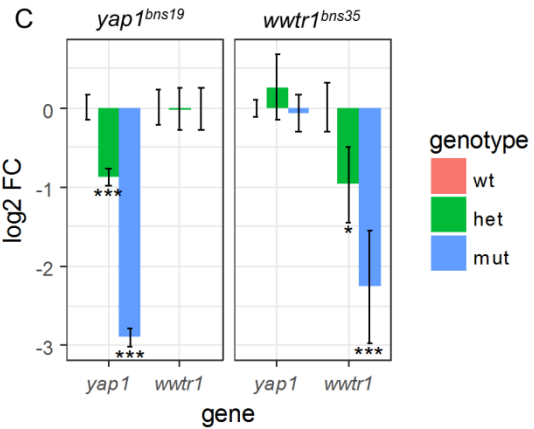 C
yap1bns19 wwtr1bns35
0
-1
-2
-3
log2 FC
***
***
*
***
yap1 wwtr1 yap1 wwtr1
gene
genotype
wt
het
mut